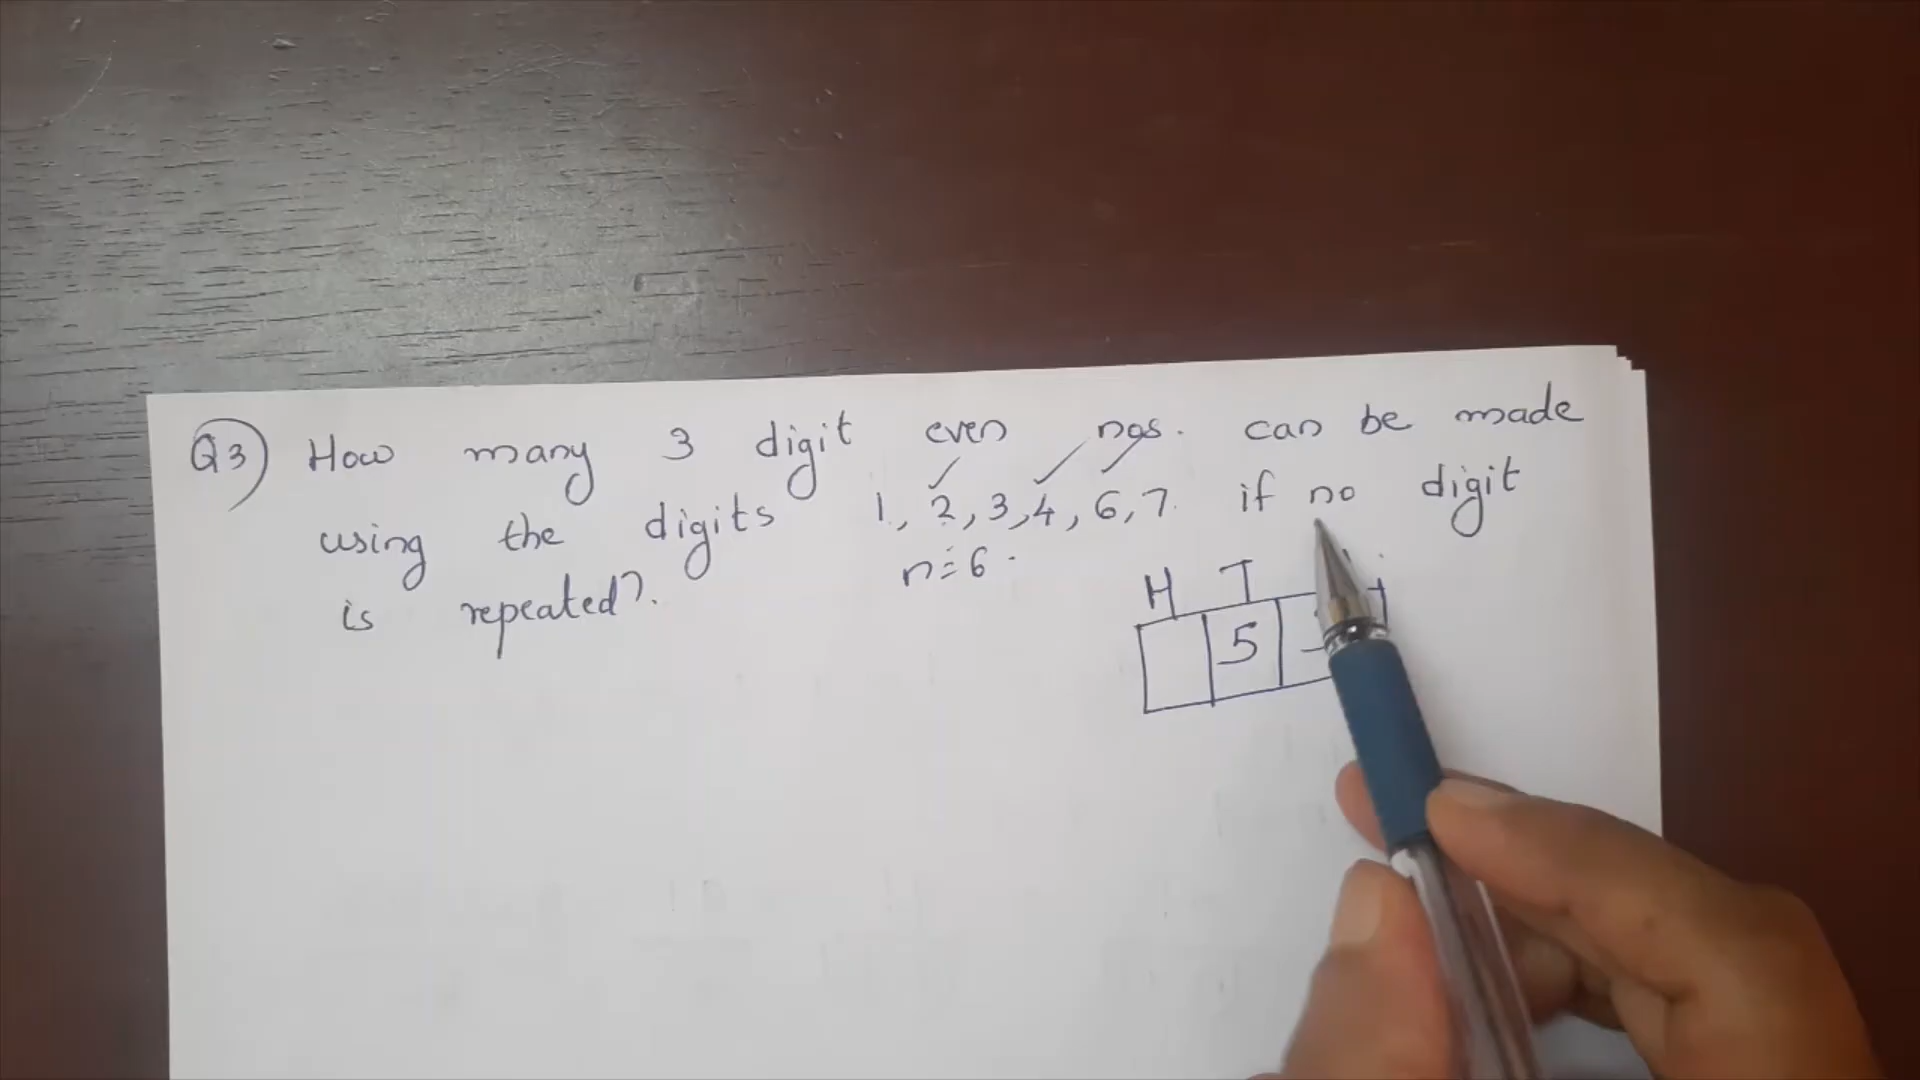 Q3) How many 3 digit even nos. can be made
using the digits 1, 2, 3, 4, 6, 7 if no digit
is repeated?
n = 6
H T
5